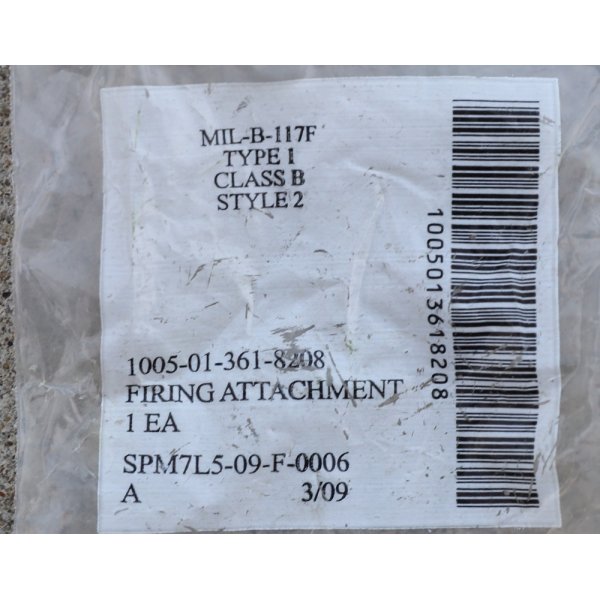 MIL-B-117F
TYPE 1
CLASS B
STYLE 2
1005013618208
1005-01-361-8208
FIRING ATTACHMENT
1 EA
SPM7L5-09-F-0006
A 3/09